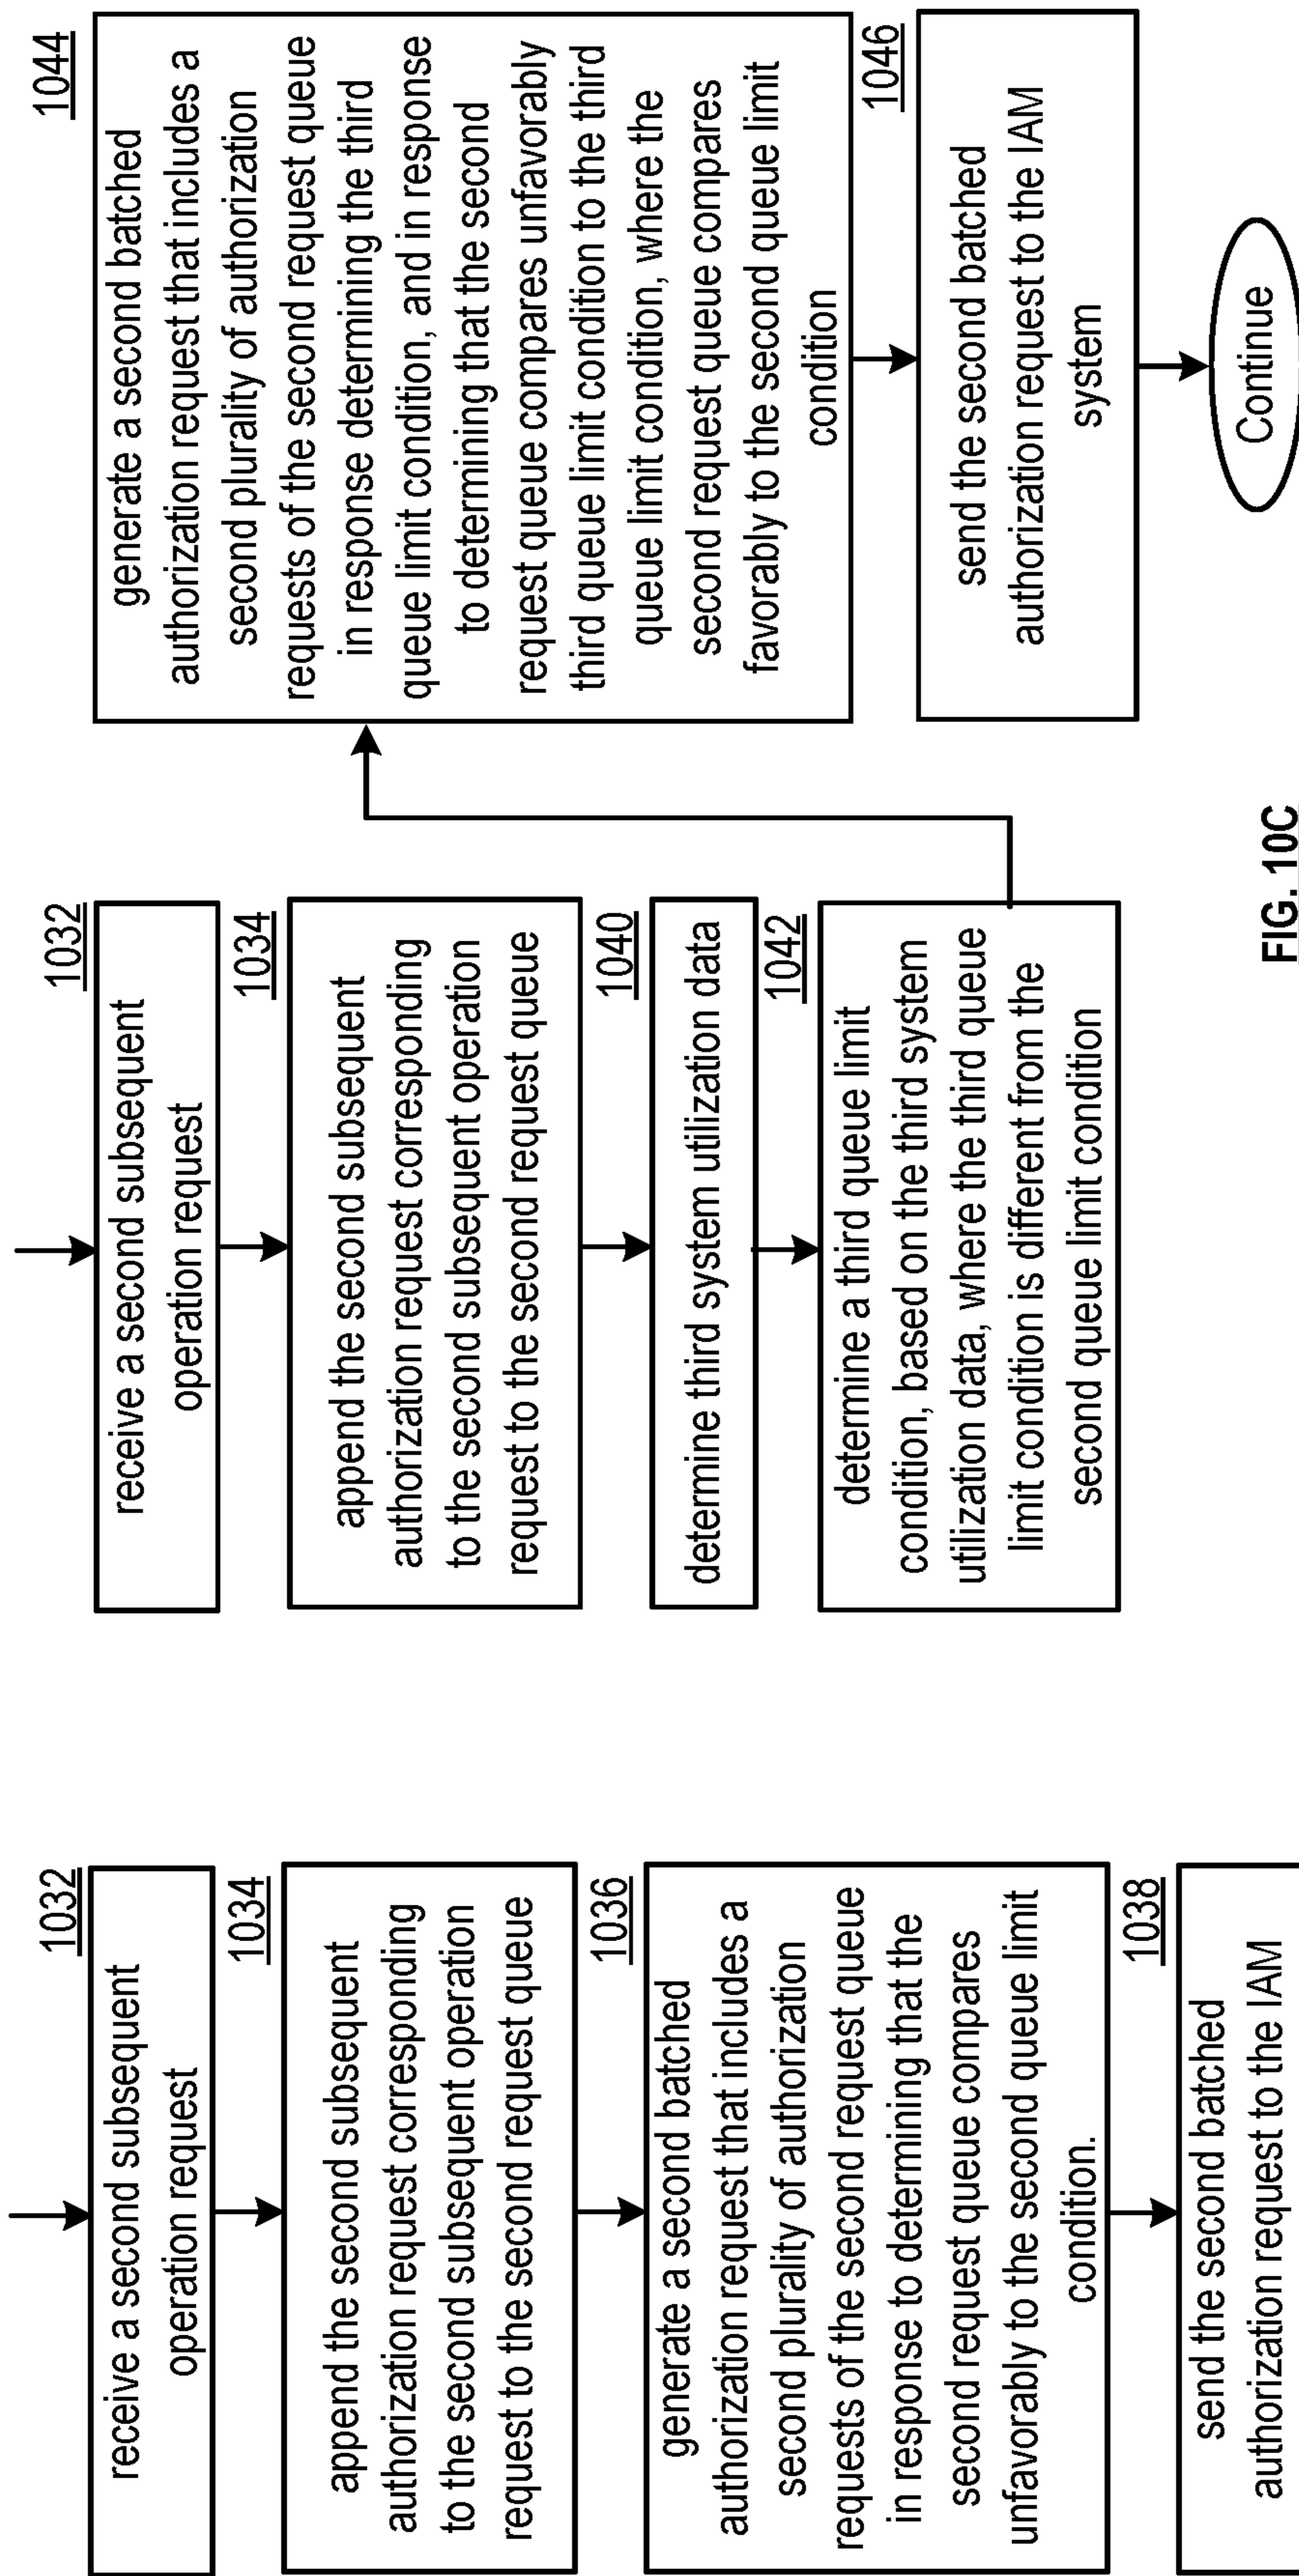 1032
receive a second subsequent
operation request
1034
append the second subsequent
authorization request corresponding
to the second subsequent operation
request to the second request queue
1036
generate a second batched
authorization request that includes a
second plurality of authorization
requests of the second request queue
in response to determining that the
second request queue compares
unfavorably to the second queue limit
condition.
1038
send the second batched
authorization request to the IAM
1032
receive a second subsequent
operation request
1034
append the second subsequent
authorization request corresponding
to the second subsequent operation
request to the second request queue
1040
determine third system utilization data
1042
determine a third queue limit
condition, based on the third system
utilization data, where the third queue
limit condition is different from the
second queue limit condition
1044
generate a second batched
authorization request that includes a
second plurality of authorization
requests of the second request queue
in response determining the third
queue limit condition, and in response
to determining that the second
request queue compares unfavorably
third queue limit condition to the third
queue limit condition, where the
second request queue compares
favorably to the second queue limit
condition
1046
send the second batched
authorization request to the IAM
system
Continue
FIG. 10C